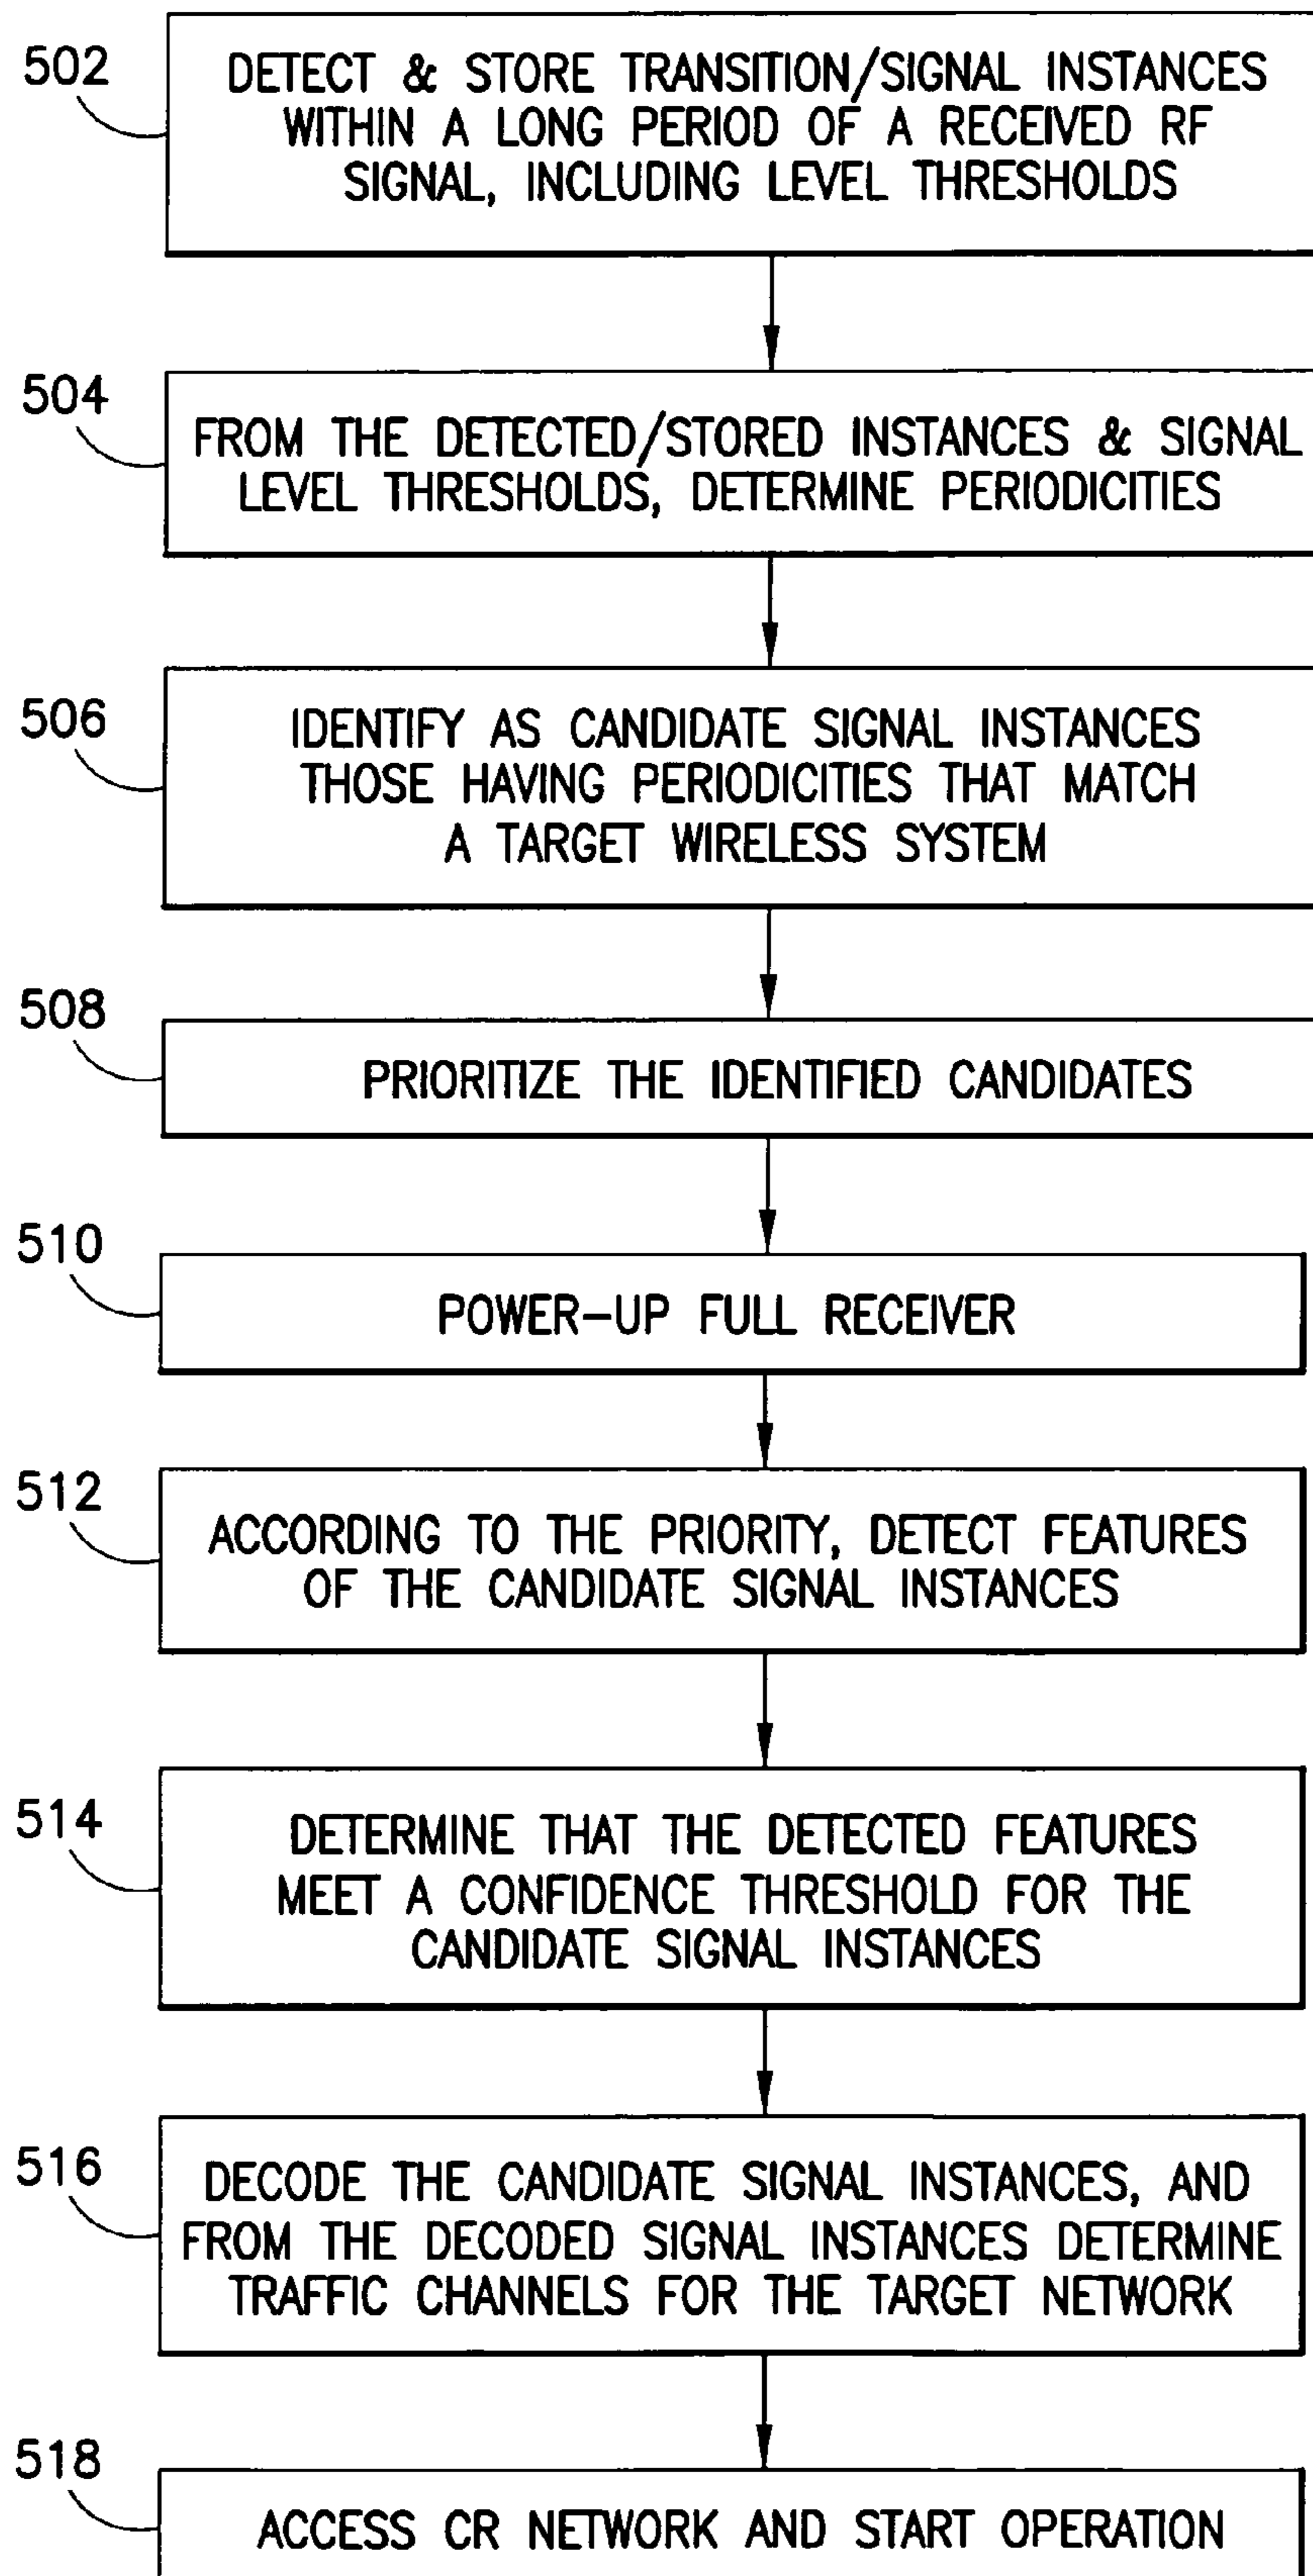 502
DETECT & STORE TRANSITION/SIGNAL INSTANCES
WITHIN A LONG PERIOD OF A RECEIVED RF
SIGNAL, INCLUDING LEVEL THRESHOLDS
504
FROM THE DETECTED/STORED INSTANCES & SIGNAL
LEVEL THRESHOLDS, DETERMINE PERIODICITIES
506
IDENTIFY AS CANDIDATE SIGNAL INSTANCES
THOSE HAVING PERIODICITIES THAT MATCH
A TARGET WIRELESS SYSTEM
508
PRIORITIZE THE IDENTIFIED CANDIDATES
510
POWER-UP FULL RECEIVER
512
ACCORDING TO THE PRIORITY, DETECT FEATURES
OF THE CANDIDATE SIGNAL INSTANCES
514
DETERMINE THAT THE DETECTED FEATURES
MEET A CONFIDENCE THRESHOLD FOR THE
CANDIDATE SIGNAL INSTANCES
516
DECODE THE CANDIDATE SIGNAL INSTANCES, AND
FROM THE DECODED SIGNAL INSTANCES DETERMINE
TRAFFIC CHANNELS FOR THE TARGET NETWORK
518
ACCESS CR NETWORK AND START OPERATION